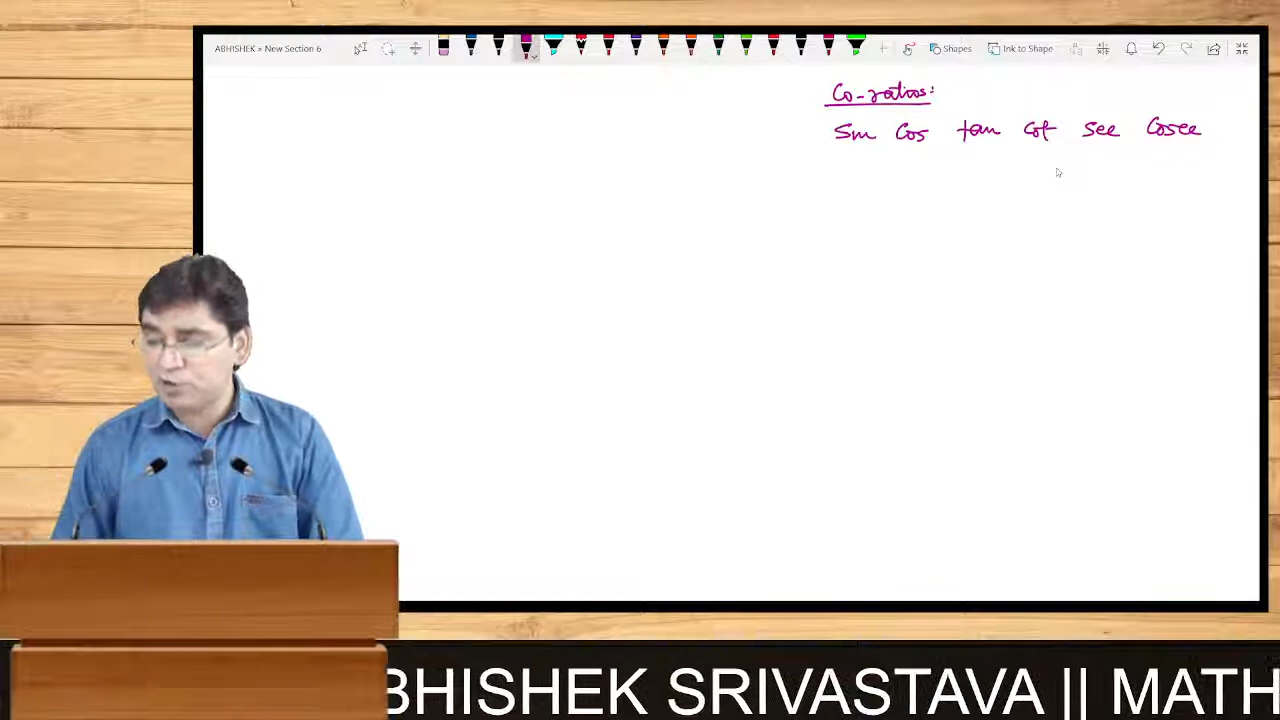 ABHISHEK » New Section 6
Shapes
Ink to Shape
Co-ratios:
Sin Cos tan Cot sec Cosec
BHISHEK SRIVASTAVA || MATH